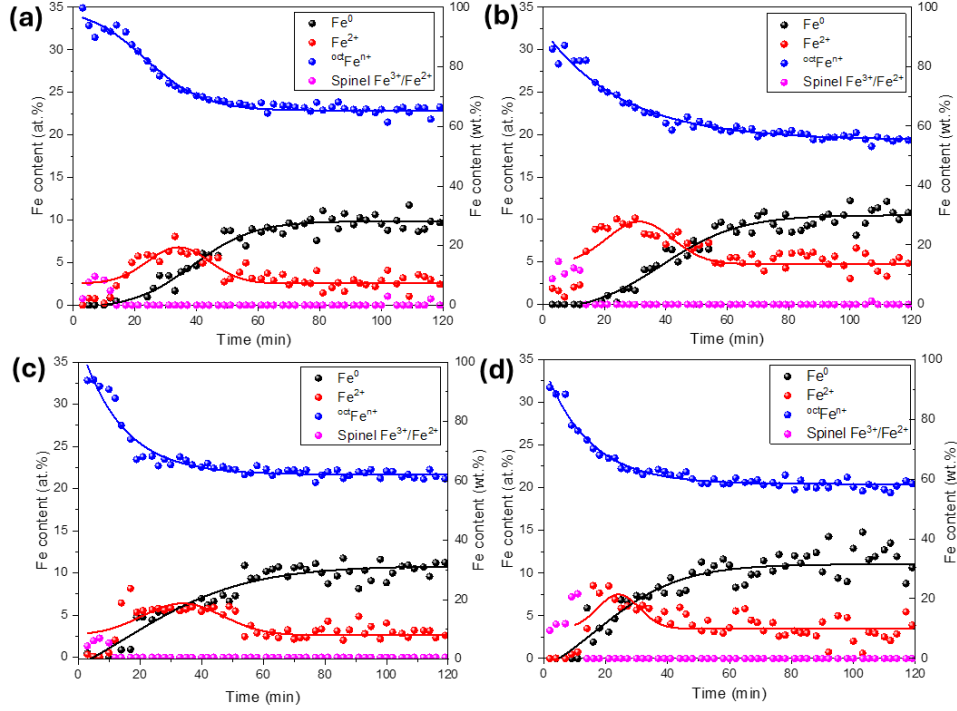 (a)
35
30
25
20
15
10
5
0
Fe content (at.%)
0 20 40 60 80 100 120
Time (min)
100
80
60
40
20
0
Fe content (wt.%)
Fe⁰
Fe²⁺
ᵒᶜᵗFeⁿ⁺
Spinel Fe³⁺/Fe²⁺
(b)
35
30
25
20
15
10
5
0
Fe content (at.%)
0 20 40 60 80 100 120
Time (min)
100
80
60
40
20
0
Fe content (wt.%)
Fe⁰
Fe²⁺
ᵒᶜᵗFeⁿ⁺
Spinel Fe³⁺/Fe²⁺
(c)
35
30
25
20
15
10
5
0
Fe content (at.%)
0 20 40 60 80 100 120
Time (min)
100
80
60
40
20
0
Fe content (wt.%)
Fe⁰
Fe²⁺
ᵒᶜᵗFeⁿ⁺
Spinel Fe³⁺/Fe²⁺
(d)
35
30
25
20
15
10
5
0
Fe content (at.%)
0 20 40 60 80 100 120
Time (min)
100
80
60
40
20
0
Fe content (wt.%)
Fe⁰
Fe²⁺
ᵒᶜᵗFeⁿ⁺
Spinel Fe³⁺/Fe²⁺